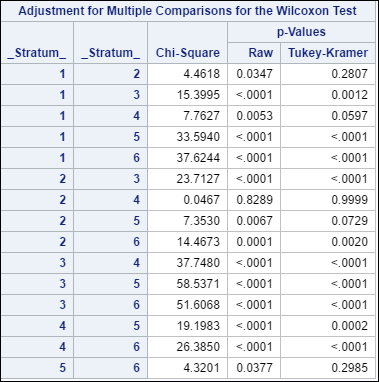 Adjustment for Multiple Comparisons for the Wilcoxon Test
p-Values
_Stratum_ _Stratum_ Chi-Square Raw Tukey-Kramer
1 2 4.4618 0.0347 0.2807
1 3 15.3995 <.0001 0.0012
1 4 7.7627 0.0053 0.0597
1 5 33.5940 <.0001 <.0001
1 6 37.6244 <.0001 <.0001
2 3 23.7127 <.0001 <.0001
2 4 0.0467 0.8289 0.9999
2 5 7.3530 0.0067 0.0729
2 6 14.4673 0.0001 0.0020
3 4 37.7480 <.0001 <.0001
3 5 58.5371 <.0001 <.0001
3 6 51.6068 <.0001 <.0001
4 5 19.1983 <.0001 0.0002
4 6 26.3850 <.0001 <.0001
5 6 4.3201 0.0377 0.2985